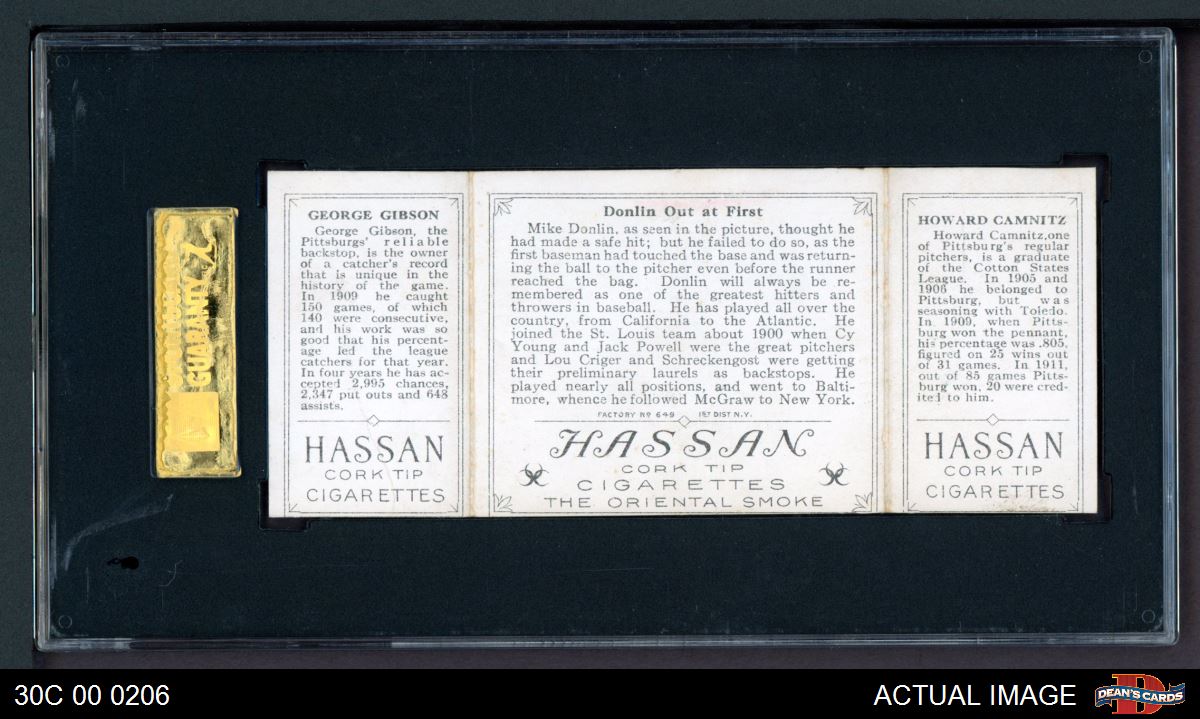 GUARANTY
GEORGE GIBSON
George Gibson, the
Pittsburgs' reliable
backstop, is the owner
of a catcher's record
that is unique in the
history of the game.
In 1909 he caught
150 games, of which
140 were consecutive,
and his work was so
good that his percent-
age led the league
catchers for that year.
In four years he has ac-
cepted 2,995 chances,
2,347 put outs and 648
assists.
HASSAN
CORK TIP
CIGARETTES
Donlin Out at First
Mike Donlin, as seen in the picture, thought he
had made a safe hit; but he failed to do so, as the
first baseman had touched the base and was return-
ing the ball to the pitcher even before the runner
reached the bag. Donlin will always be re-
membered as one of the greatest hitters and
throwers in baseball. He has played all over the
country, from California to the Atlantic. He
joined the St. Louis team about 1900 when Cy
Young and Jack Powell were the great pitchers
and Lou Criger and Schreckengost were getting
their preliminary laurels as backstops. He
played nearly all positions, and went to Balti-
more, whence he followed McGraw to New York.
FACTORY Nº 649 1ST DIST N.Y.
HASSAN
CORK TIP
CIGARETTES
THE ORIENTAL SMOKE
HOWARD CAMNITZ
Howard Camnitz,one
of Pittsburg's regular
pitchers, is a graduate
of the Cotton States
League. In 1905 and
1906 he belonged to
Pittsburg, but was
seasoning with Toledo.
In 1909, when Pitts-
burg won the pennant,
his percentage was .805,
figured on 25 wins out
of 31 games. In 1911,
out of 85 games Pitts-
burg won, 20 were cred-
ited to him.
HASSAN
CORK TIP
CIGARETTES
30C 00 0206
ACTUAL IMAGE
DEAN'S CARDS